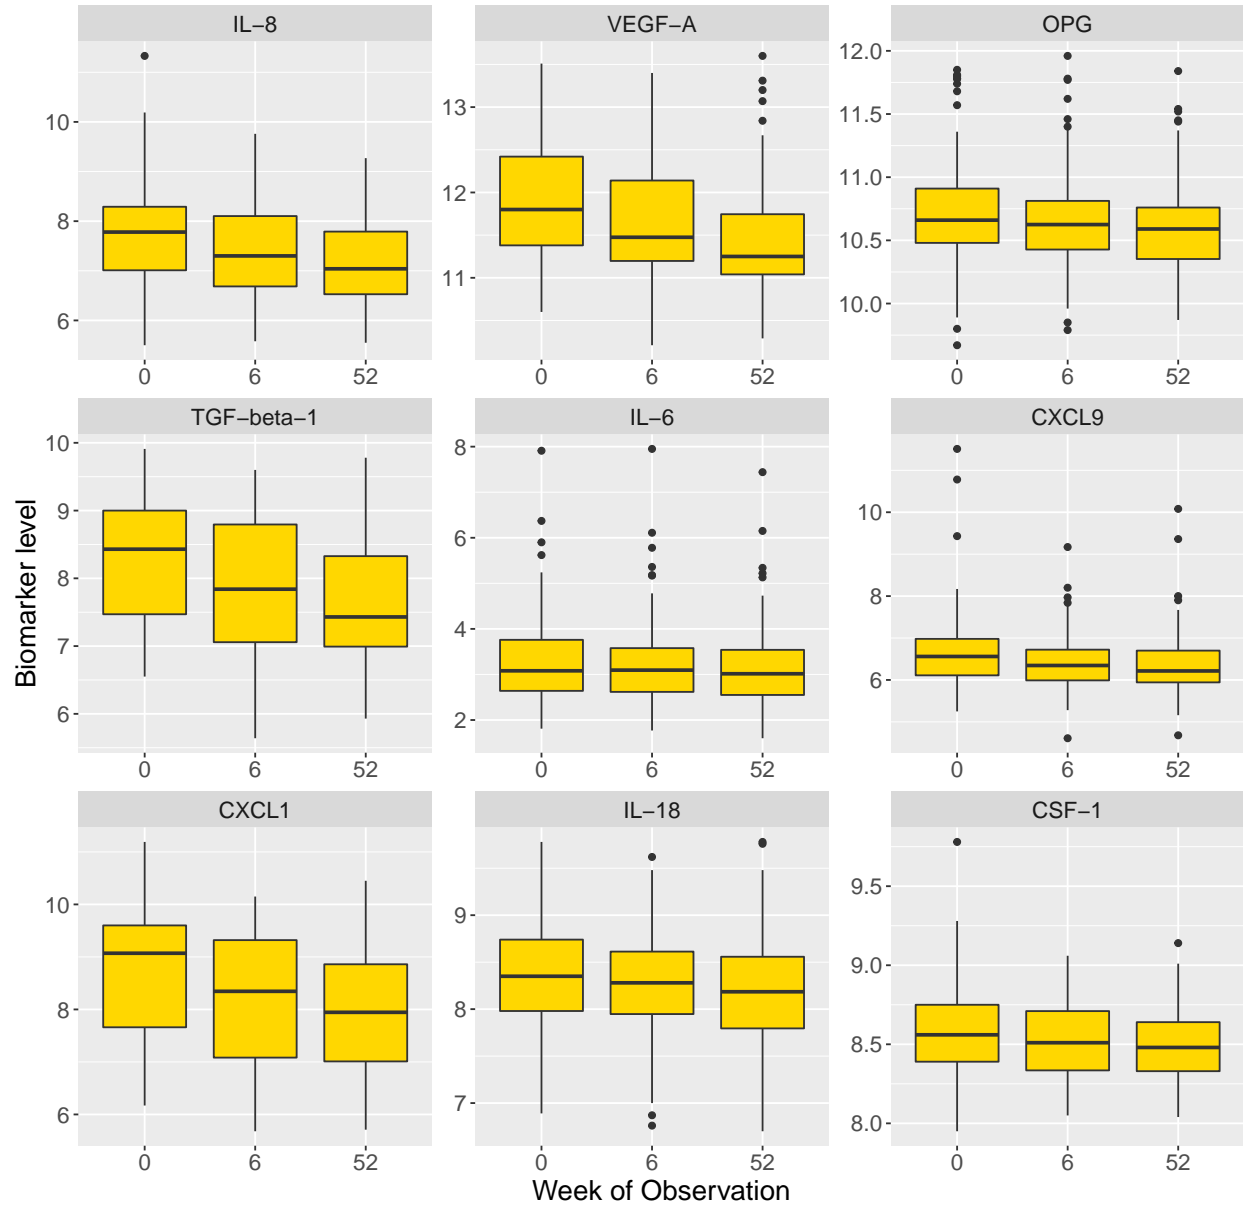 IL−8
VEGF−A
OPG
10
8
6
13
12
11
12.0
11.5
11.0
10.5
10.0
0 6 52
0 6 52
0 6 52
TGF−beta−1
IL−6
CXCL9
10
9
8
7
6
8
6
4
2
10
8
6
0 6 52
0 6 52
0 6 52
CXCL1
IL−18
CSF−1
10
8
6
9
8
7
9.5
9.0
8.5
8.0
0 6 52
0 6 52
0 6 52
Biomarker level
Week of Observation